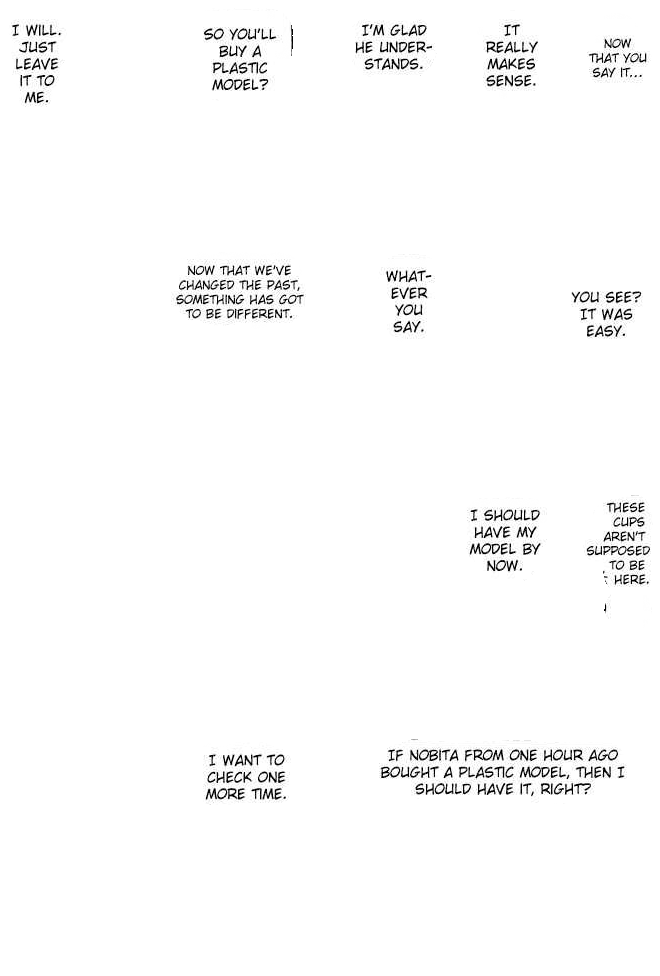 NOW
THAT YOU
SAY IT...
IT
REALLY
MAKES
SENSE.
I'M GLAD
HE UNDER-
STANDS.
SO YOU'LL
BUY A
PLASTIC
MODEL?
I WILL.
JUST
LEAVE
IT TO
ME.
YOU SEE?
IT WAS
EASY.
WHAT-
EVER
YOU
SAY.
NOW THAT WE'VE
CHANGED THE PAST,
SOMETHING HAS GOT
TO BE DIFFERENT.
THESE
CUPS
AREN'T
SUPPOSED
TO BE
HERE.
I SHOULD
HAVE MY
MODEL BY
NOW.
IF NOBITA FROM ONE HOUR AGO
BOUGHT A PLASTIC MODEL, THEN I
SHOULD HAVE IT, RIGHT?
I WANT TO
CHECK ONE
MORE TIME.